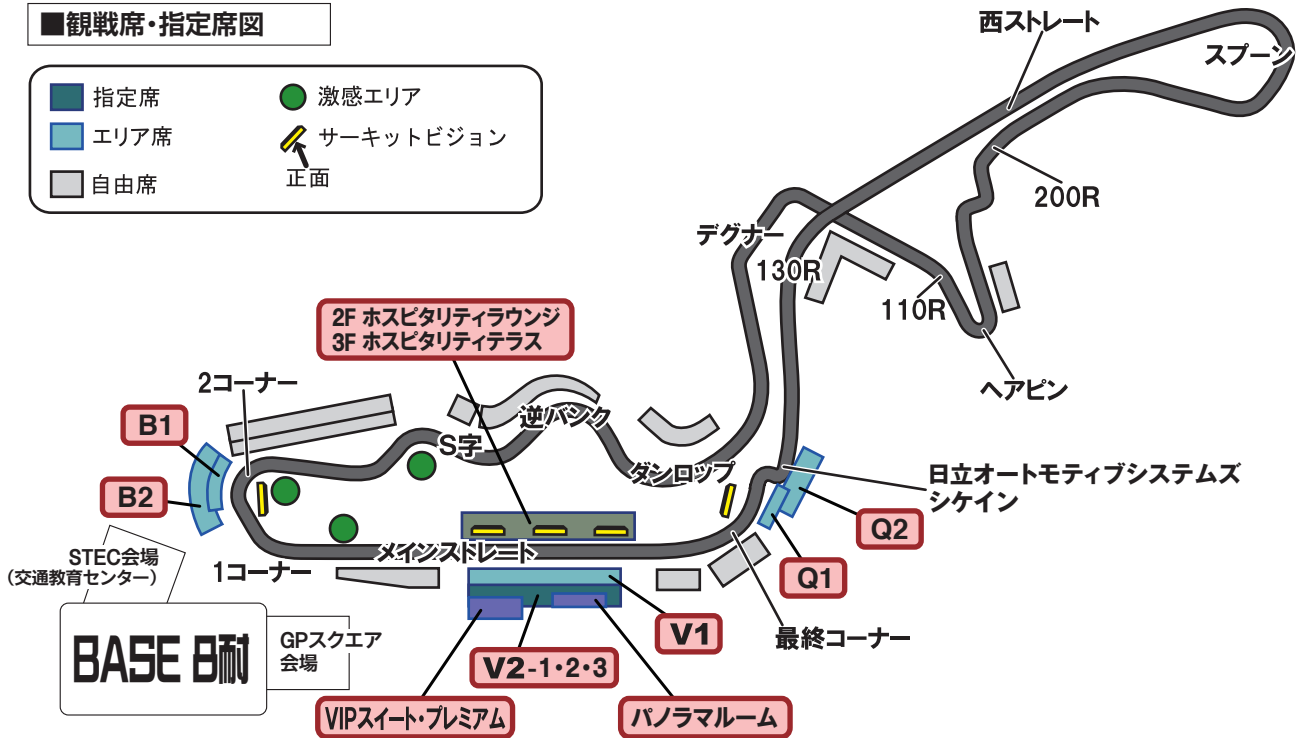 ■観戦席・指定席図
指定席
エリア席
自由席
激感エリア
サーキットビジョン
正面
西ストレート
スプーン
200R
デグナー
130R
110R
ヘアピン
2F ホスピタリティラウンジ
3F ホスピタリティテラス
2コーナー
逆バンク
S字
B1
ダンロップ
日立オートモティブシステムズ
シケイン
B2
Q2
メインストレート
STEC会場
(交通教育センター)
1コーナー
Q1
V1
最終コーナー
GPスクエア
会場
BASE 8耐
V2-1・2・3
VIPスイート・プレミアム
パノラマルーム